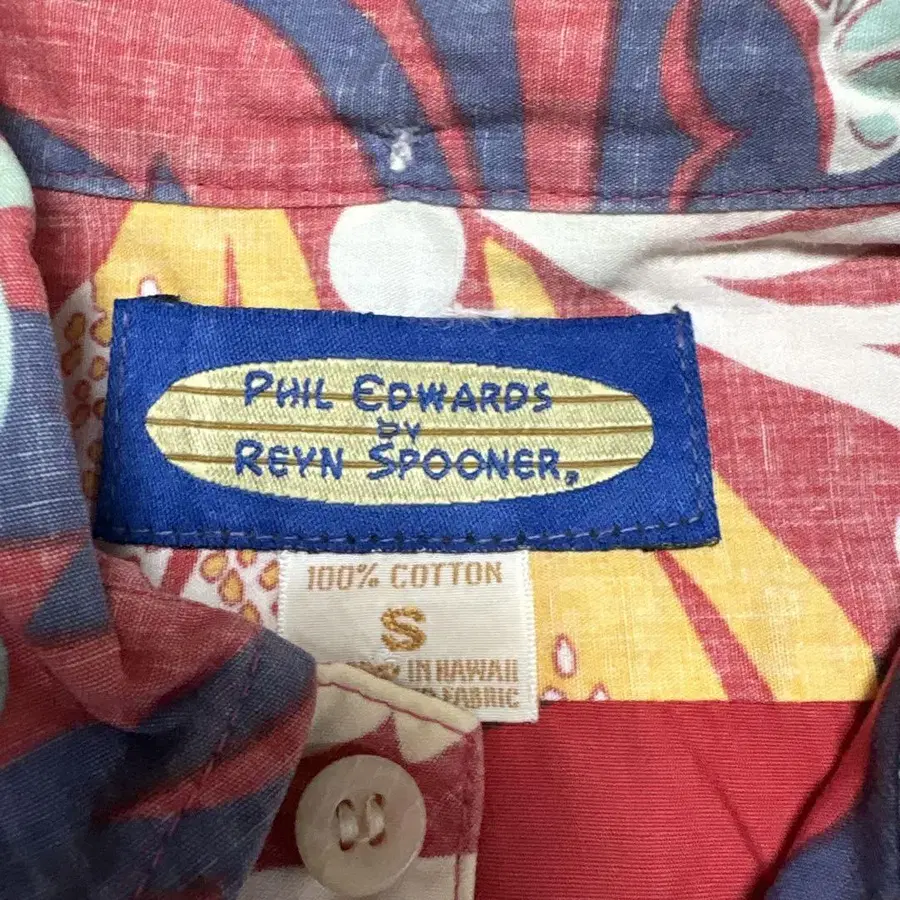 PHIL EDWARDS
BY
REYN SPOONER®
100% COTTON
S
IN HAWAII
FABRIC